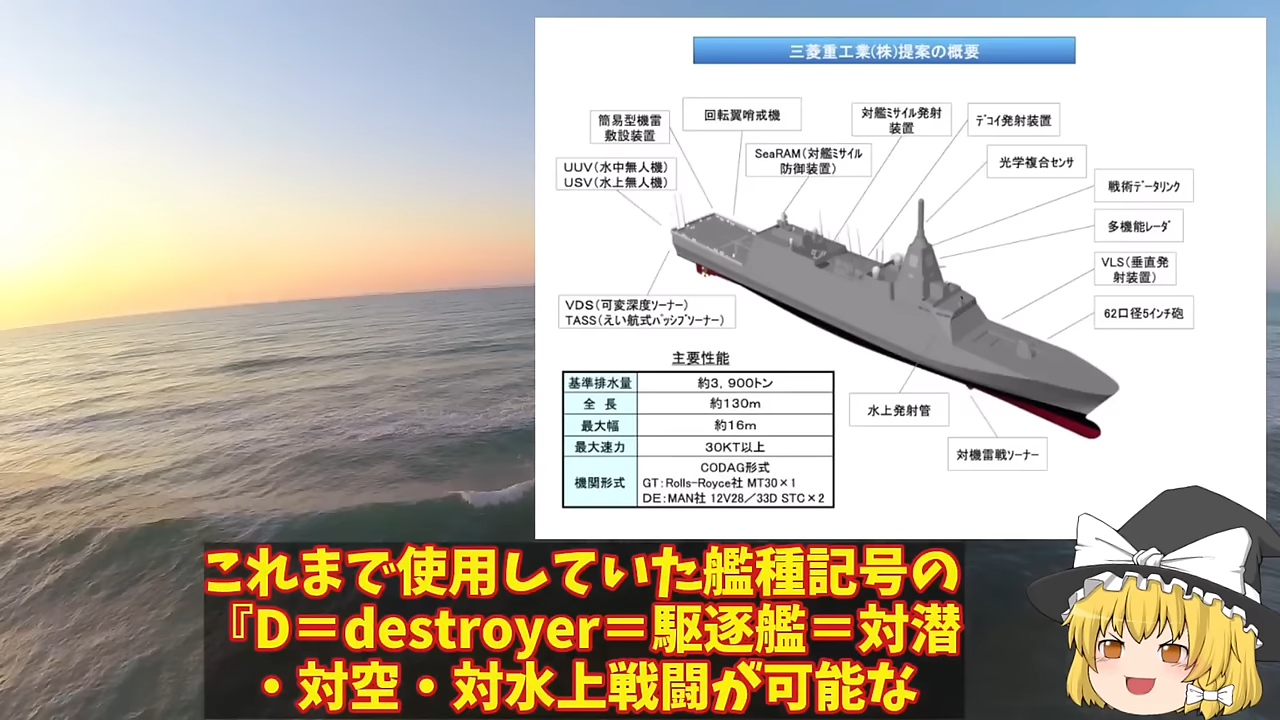 三菱重工業(株)提案の概要
簡易型機雷
敷設装置
回転翼哨戒機
対艦ﾐｻｲﾙ発射
装置
ﾃﾞｺｲ発射装置
UUV(水中無人機)
USV(水上無人機)
SeaRAM(対艦ﾐｻｲﾙ
防御装置)
光学複合ｾﾝｻ
戦術ﾃﾞｰﾀﾘﾝｸ
多機能ﾚｰﾀﾞ
VLS(垂直発
射装置)
62口径5ｲﾝﾁ砲
VDS(可変深度ｿｰﾅｰ)
TASS(えい航式ﾊﾟｯｼﾌﾞｿｰﾅｰ)
水上発射管
対機雷戦ｿｰﾅｰ
主要性能
基準排水量 約3，900トン
全 長 約130m
最大幅 約16m
最大速力 30KT以上
機関形式 CODAG形式
GT:Rolls-Royce社 MT30×1
DE:MAN社 12V28／33D STC×2
これまで使用していた艦種記号の
『D＝destroyer＝駆逐艦＝対潜
・対空・対水上戦闘が可能な